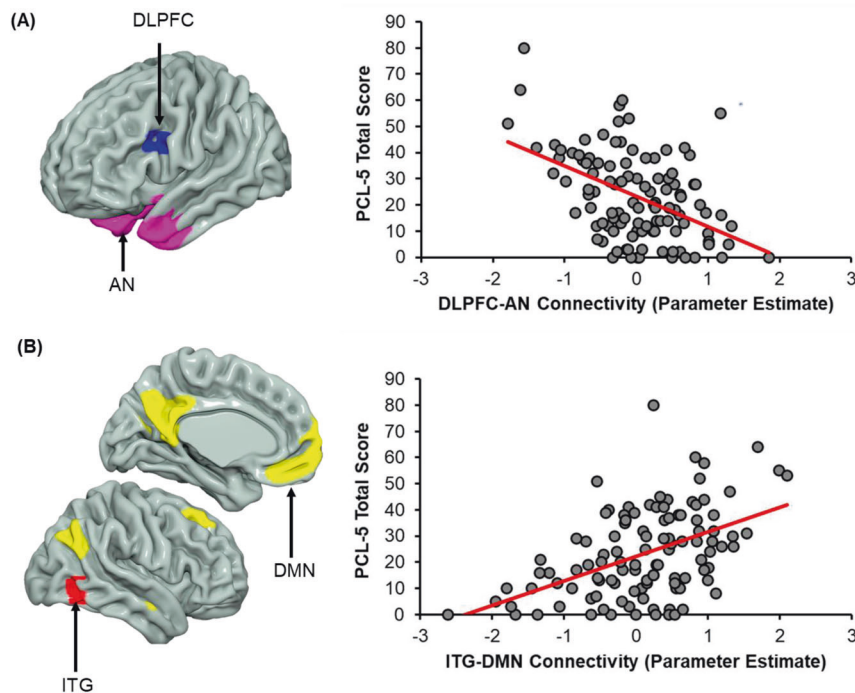 (A)
DLPFC
AN
PCL-5 Total Score
90
80
70
60
50
40
30
20
10
0
-3 -2 -1 0 1 2 3
DLPFC-AN Connectivity (Parameter Estimate)
(B)
DMN
ITG
PCL-5 Total Score
90
80
70
60
50
40
30
20
10
0
-3 -2 -1 0 1 2 3
ITG-DMN Connectivity (Parameter Estimate)